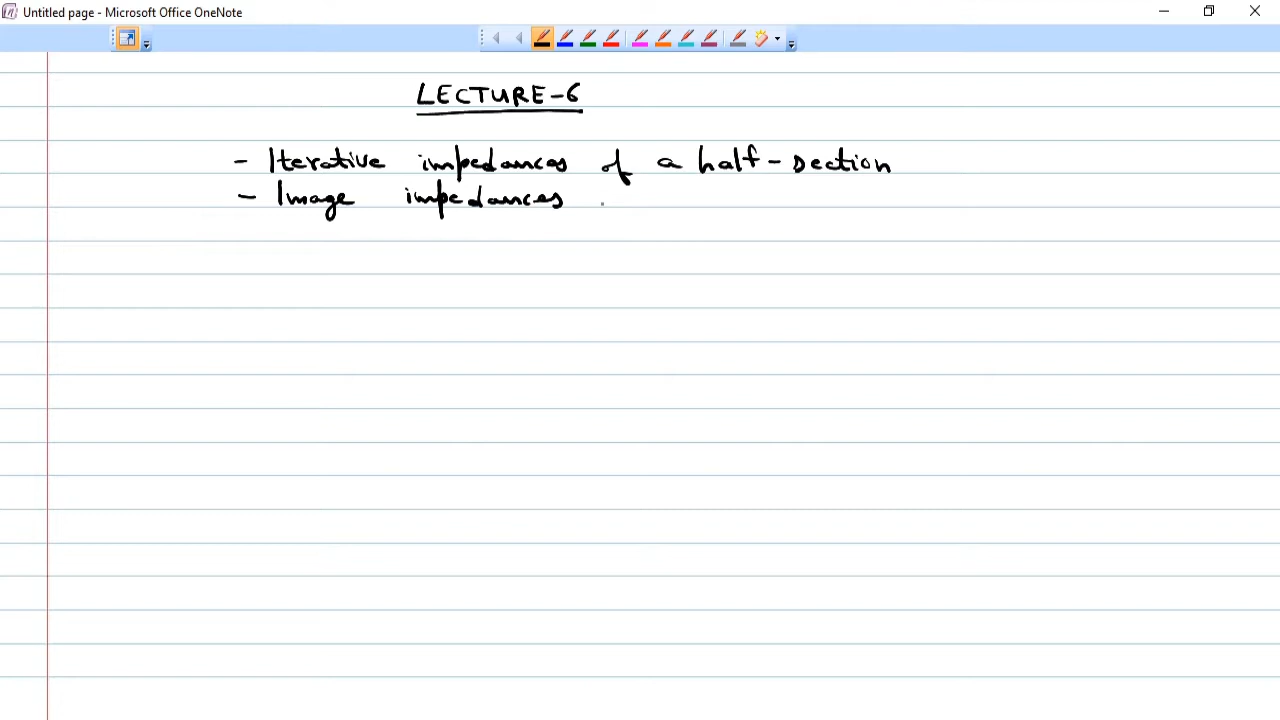 Untitled page - Microsoft Office OneNote
LECTURE-6
- Iterative impedances of a half-section
- Image impedances